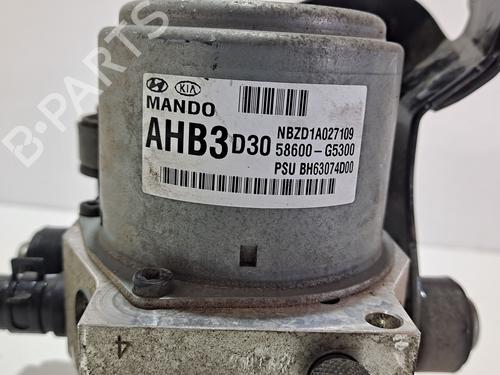 KIA
MANDO
AHB3 D30
NBZD1A027109
58600-G5300
PSU BH63074D00
4
B-PARTS